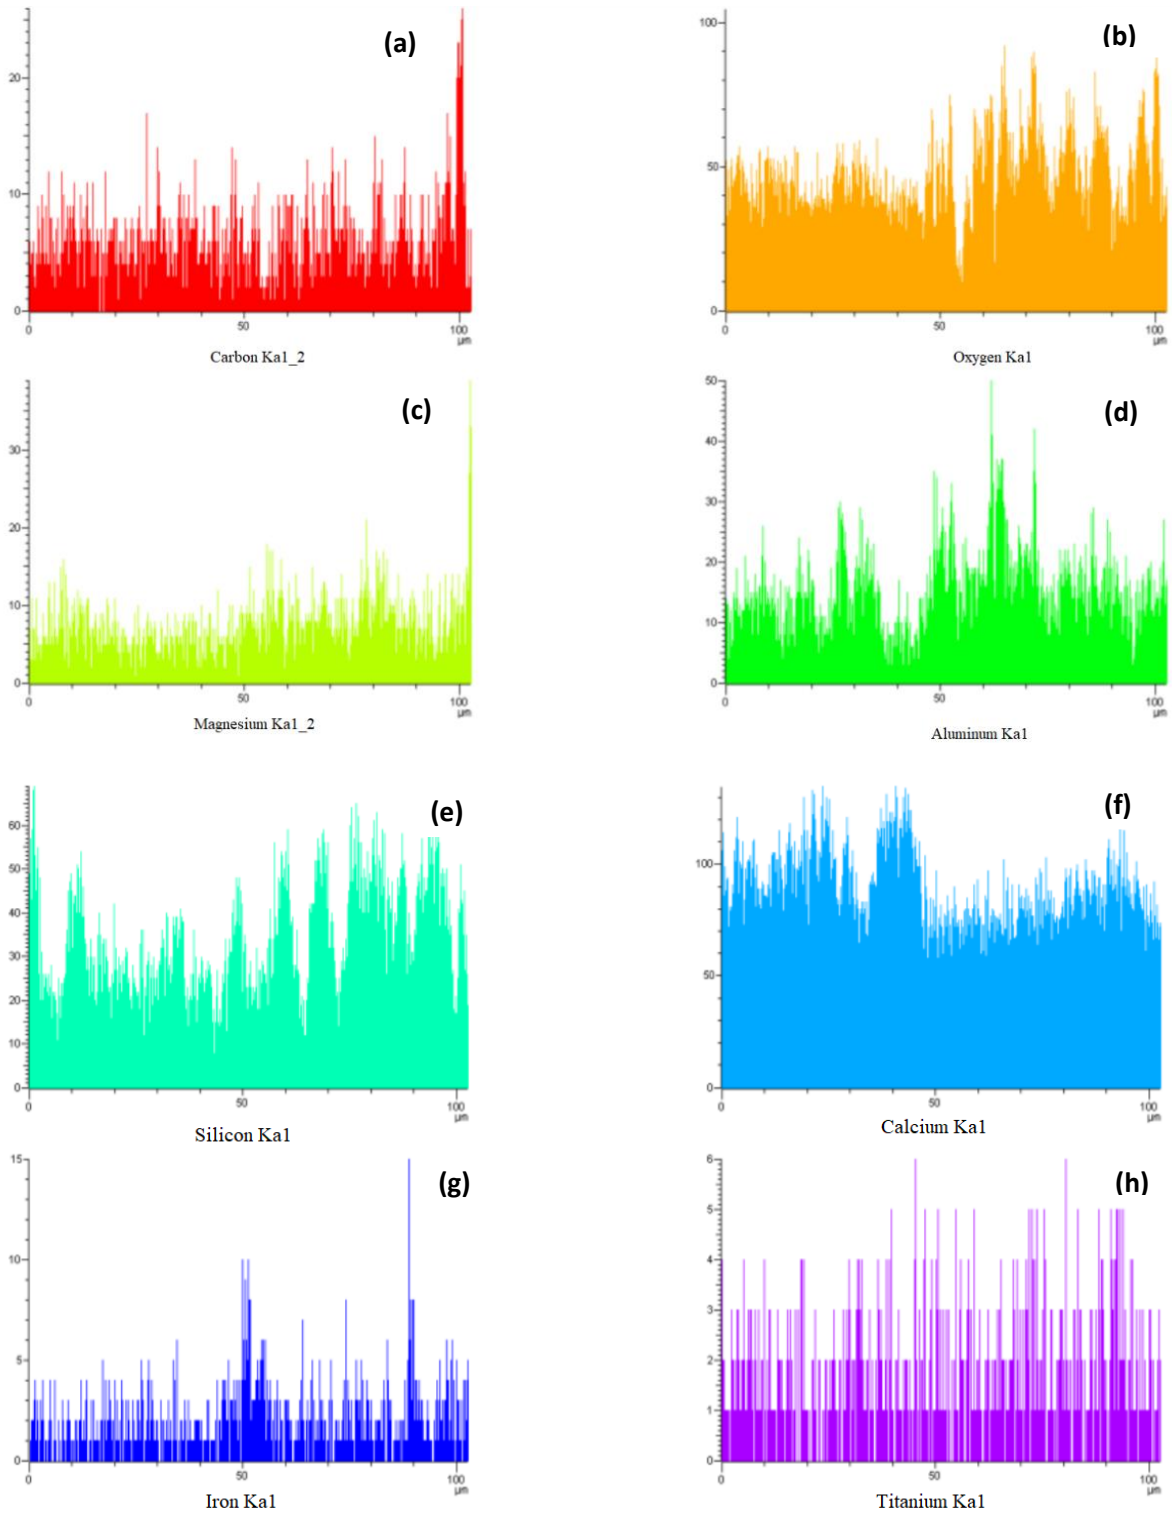 (a)
20
10
0
0 50 100
µm
Carbon Ka1_2
(b)
100
50
0
0 50 100
µm
Oxygen Ka1
(c)
30
20
10
0
0 50 100
µm
Magnesium Ka1_2
(d)
50
40
30
20
10
0
0 50 100
µm
Aluminum Ka1
(e)
60
50
40
30
20
10
0
0 50 100
µm
Silicon Ka1
(f)
100
50
0
0 50 100
µm
Calcium Ka1
(g)
15
10
5
0
0 50 100
µm
Iron Ka1
(h)
6
5
4
3
2
1
0
0 50 100
µm
Titanium Ka1